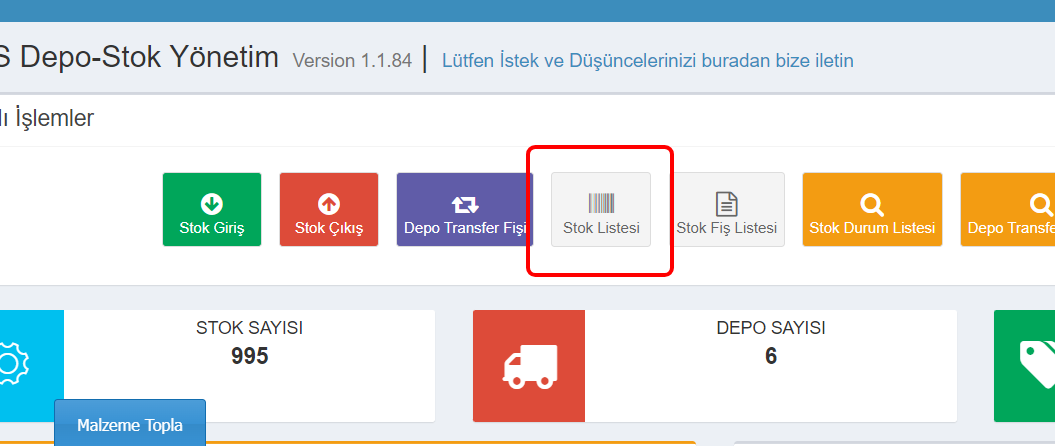 S Depo-Stok Yönetim Version 1.1.84 | Lütfen İstek ve Düşüncelerinizi buradan bize iletin
lı İşlemler
Stok Giriş
Stok Çıkış
Depo Transfer Fişi
Stok Listesi
Stok Fiş Listesi
Stok Durum Listesi
Depo Transfe
STOK SAYISI
995
DEPO SAYISI
6
Malzeme Topla